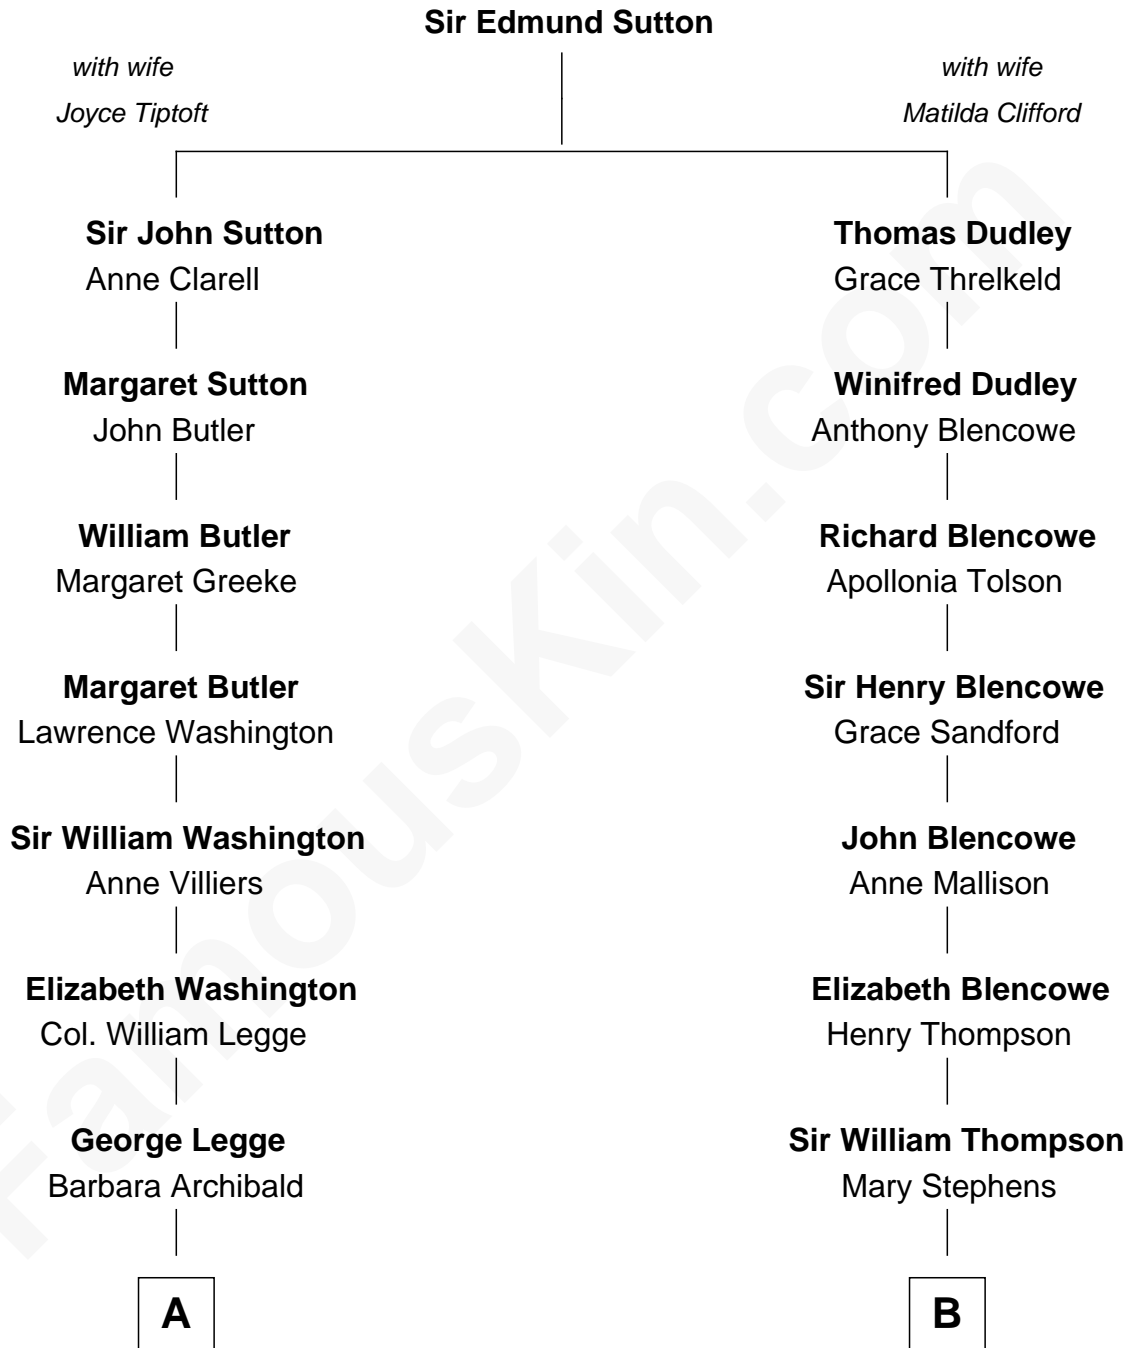 Sir Edmund Sutton
with wife
Joyce Tiptoft
with wife
Matilda Clifford
Sir John Sutton
Anne Clarell
Margaret Sutton
John Butler
William Butler
Margaret Greeke
Margaret Butler
Lawrence Washington
Sir William Washington
Anne Villiers
Elizabeth Washington
Col. William Legge
George Legge
Barbara Archibald
A
Thomas Dudley
Grace Threlkeld
Winifred Dudley
Anthony Blencowe
Richard Blencowe
Apollonia Tolson
Sir Henry Blencowe
Grace Sandford
John Blencowe
Anne Mallison
Elizabeth Blencowe
Henry Thompson
Sir William Thompson
Mary Stephens
B
FamousKin.com